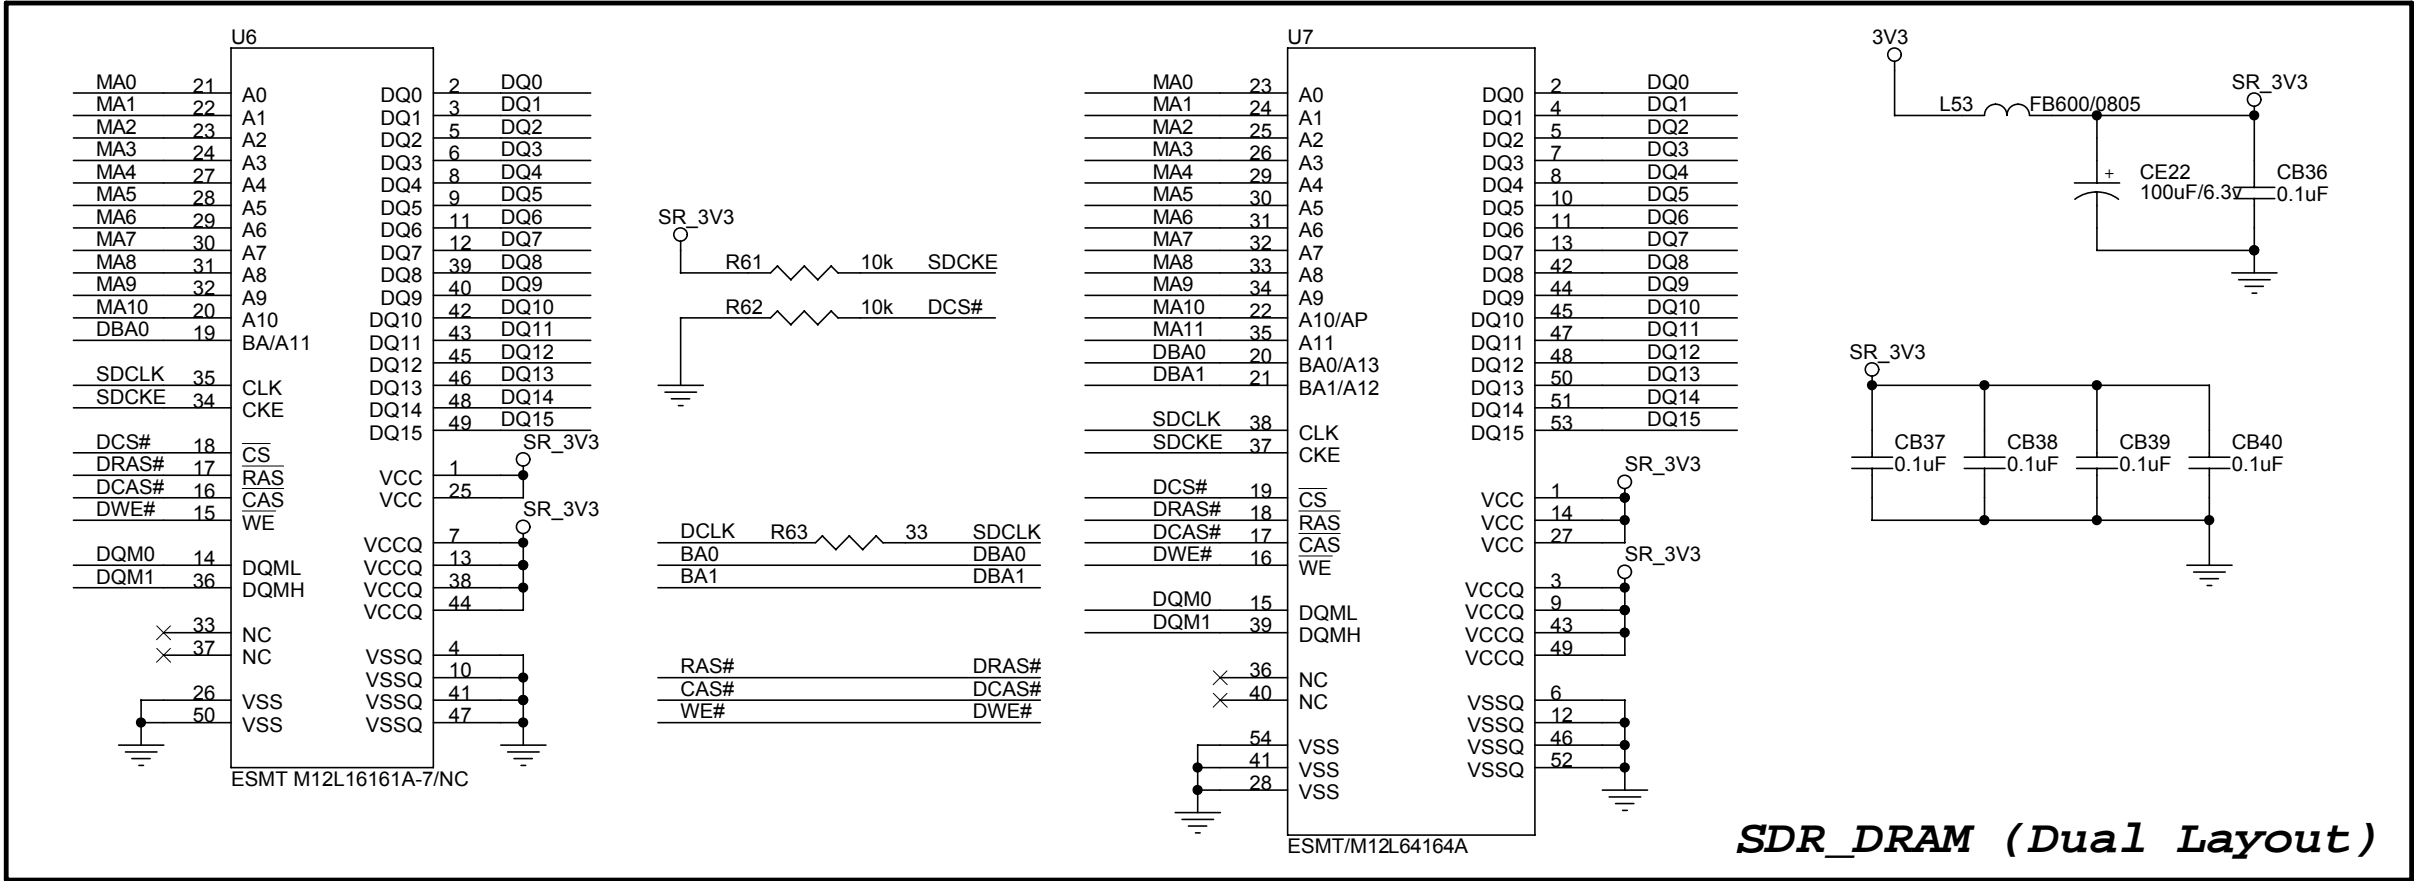 U6
MA0 21 A0 DQ0 2 DQ0
MA1 22 A1 DQ1 3 DQ1
MA2 23 A2 DQ2 5 DQ2
MA3 24 A3 DQ3 6 DQ3
MA4 27 A4 DQ4 8 DQ4
MA5 28 A5 DQ5 9 DQ5
MA6 29 A6 DQ6 11 DQ6
MA7 30 A7 DQ7 12 DQ7
MA8 31 A8 DQ8 39 DQ8
MA9 32 A9 DQ9 40 DQ9
MA10 20 A10 DQ10 42 DQ10
DBA0 19 BA/A11 DQ11 43 DQ11
DQ12 45 DQ12
SDCLK 35 CLK DQ13 46 DQ13
SDCKE 34 CKE DQ14 48 DQ14
DQ15 49 DQ15
DCS# 18 CS SR_3V3
DRAS# 17 RAS VCC 1
DCAS# 16 CAS VCC 25
DWE# 15 WE SR_3V3
VCCQ 7
DQM0 14 DQML VCCQ 13
DQM1 36 DQMH VCCQ 38
VCCQ 44
33 NC
37 NC VSSQ 4
VSSQ 10
26 VSS VSSQ 41
50 VSS VSSQ 47
ESMT M12L16161A-7/NC
SR_3V3
R61 10k SDCKE
R62 10k DCS#
DCLK R63 33 SDCLK
BA0 DBA0
BA1 DBA1
RAS# DRAS#
CAS# DCAS#
WE# DWE#
U7
MA0 23 A0 DQ0 2 DQ0
MA1 24 A1 DQ1 4 DQ1
MA2 25 A2 DQ2 5 DQ2
MA3 26 A3 DQ3 7 DQ3
MA4 29 A4 DQ4 8 DQ4
MA5 30 A5 DQ5 10 DQ5
MA6 31 A6 DQ6 11 DQ6
MA7 32 A7 DQ7 13 DQ7
MA8 33 A8 DQ8 42 DQ8
MA9 34 A9 DQ9 44 DQ9
MA10 22 A10/AP DQ10 45 DQ10
MA11 35 A11 DQ11 47 DQ11
DBA0 20 BA0/A13 DQ12 48 DQ12
DBA1 21 BA1/A12 DQ13 50 DQ13
DQ14 51 DQ14
SDCLK 38 CLK DQ15 53 DQ15
SDCKE 37 CKE
SR_3V3
DCS# 19 CS VCC 1
DRAS# 18 RAS VCC 14
DCAS# 17 CAS VCC 27
DWE# 16 WE SR_3V3
VCCQ 3
DQM0 15 DQML VCCQ 9
DQM1 39 DQMH VCCQ 43
VCCQ 49
36 NC
40 NC VSSQ 6
VSSQ 12
54 VSS VSSQ 46
41 VSS VSSQ 52
28 VSS
ESMT/M12L64164A
3V3
SR_3V3
L53 FB600/0805
+ CE22 CB36
100uF/6.3v 0.1uF
SR_3V3
CB37 CB38 CB39 CB40
0.1uF 0.1uF 0.1uF 0.1uF
SDR_DRAM (Dual Layout)